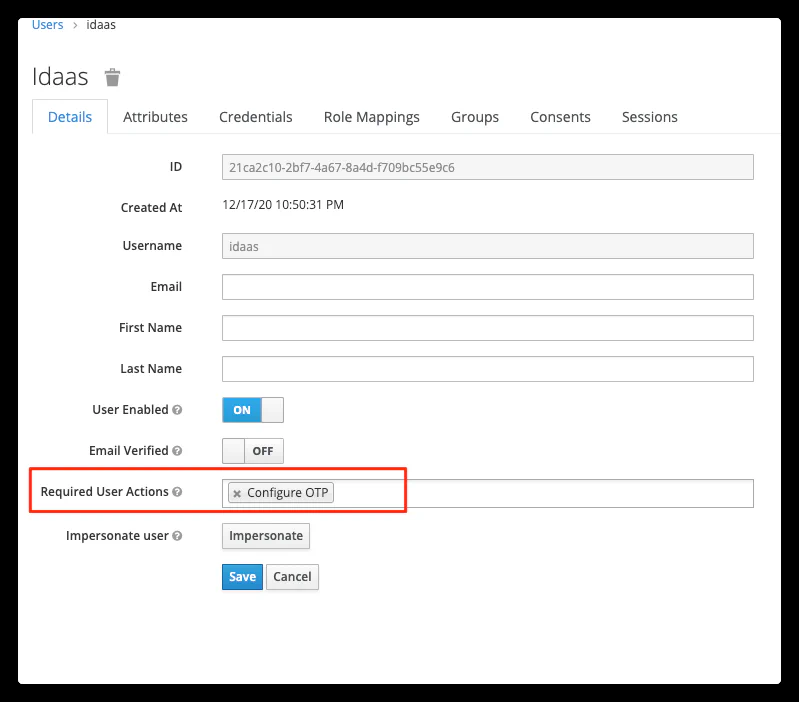 Users > idaas
Idaas
Details Attributes Credentials Role Mappings Groups Consents Sessions
ID 21ca2c10-2bf7-4a67-8a4d-f709bc55e9c6
Created At 12/17/20 10:50:31 PM
Username idaas
Email
First Name
Last Name
User Enabled ? ON
Email Verified ? OFF
Required User Actions ? × Configure OTP
Impersonate user ? Impersonate
Save Cancel